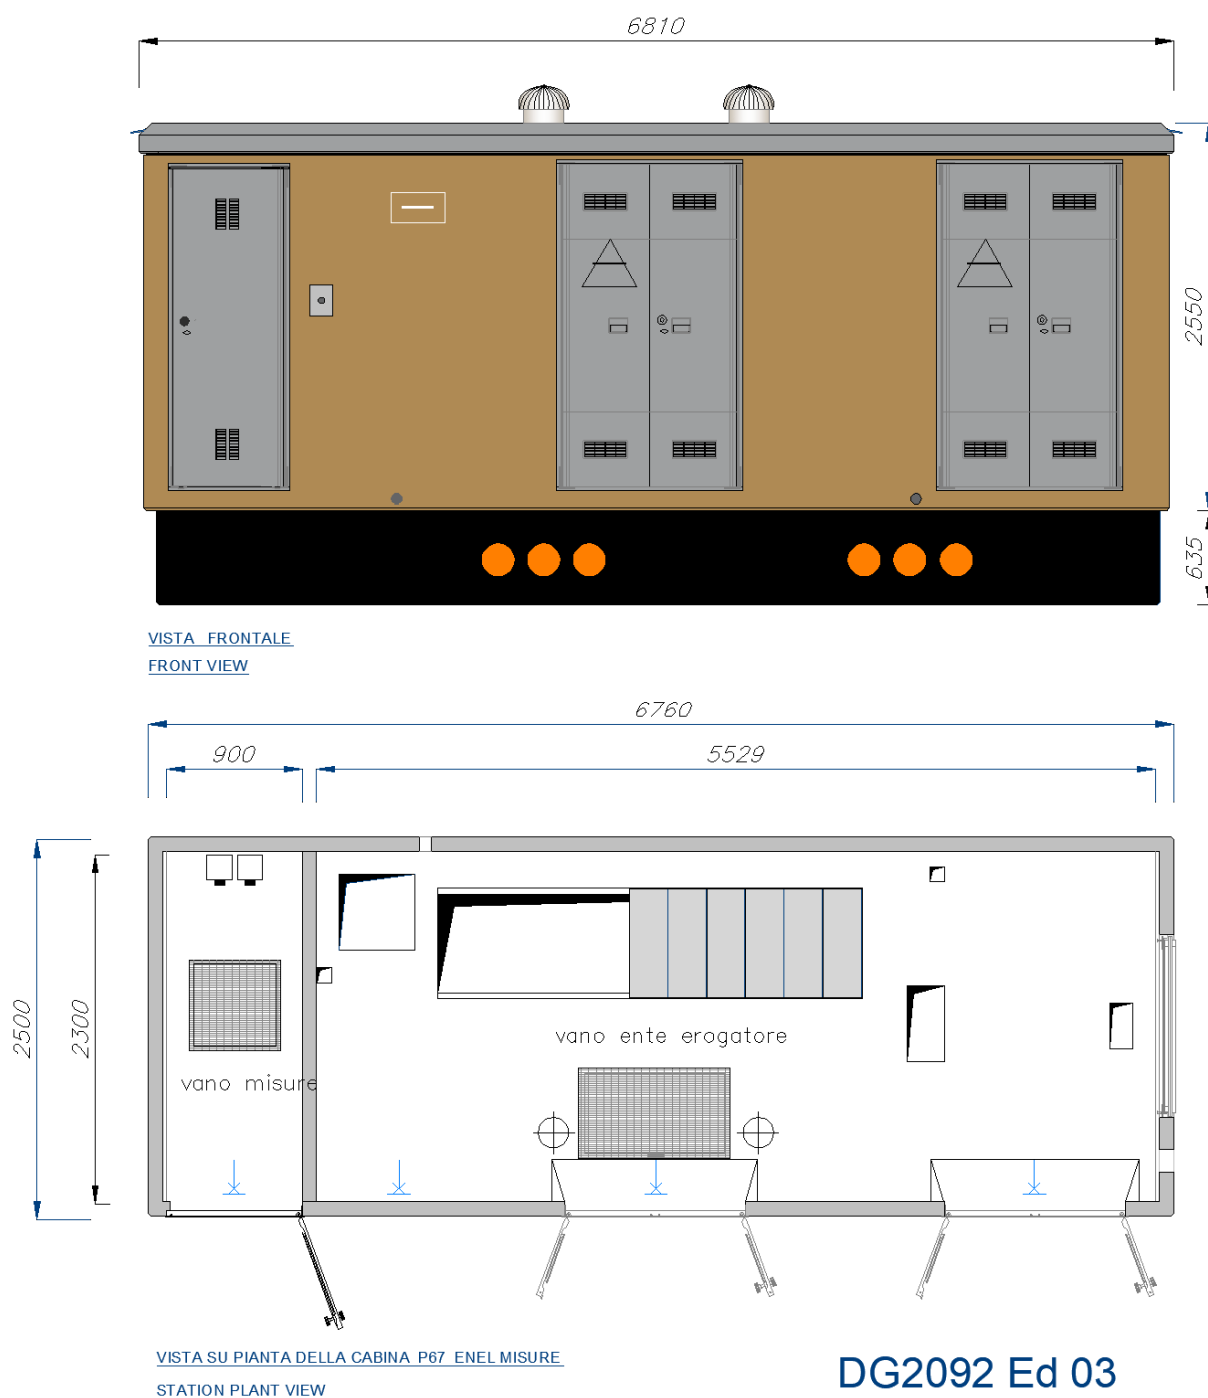 6810
2550
635
VISTA FRONTALE
FRONT VIEW
6760
900
5529
2500
2300
vano ente erogatore
vano misure
VISTA SU PIANTA DELLA CABINA P67 ENEL MISURE
STATION PLANT VIEW
DG2092 Ed 03